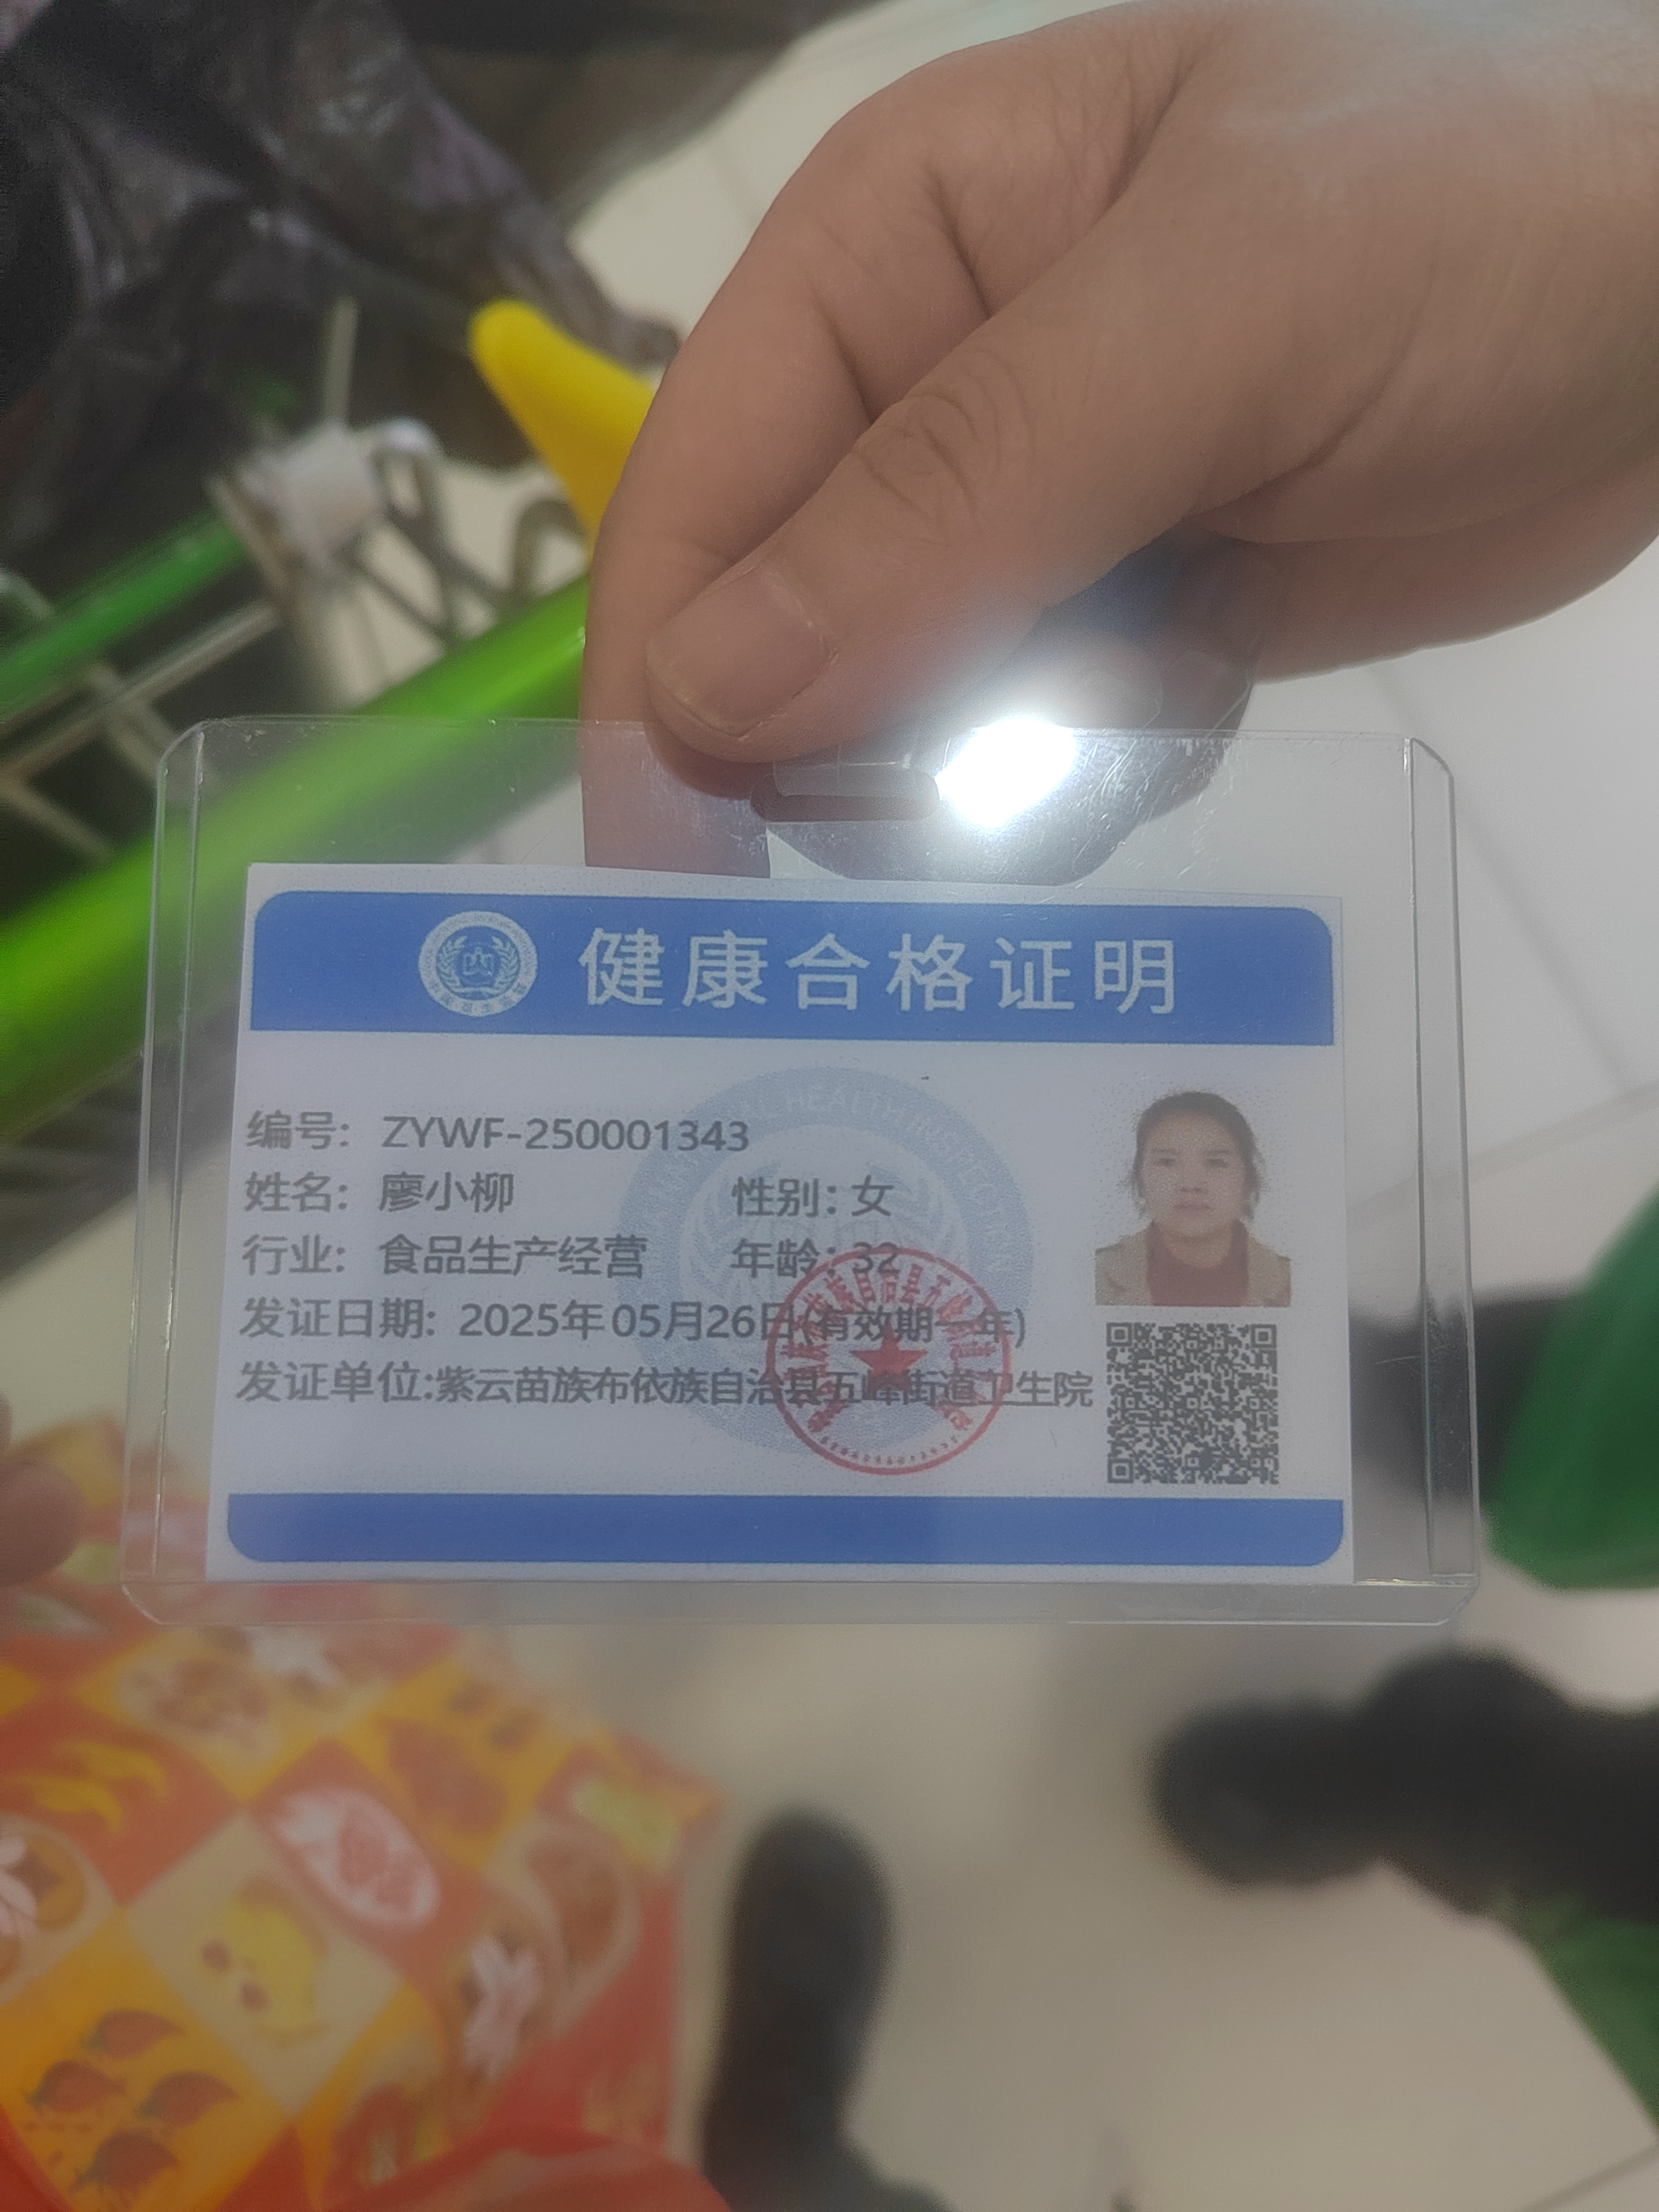 健康合格证明
编号: ZYWF-250001343
姓名: 廖小柳 性别: 女
行业: 食品生产经营 年龄: 32
发证日期: 2025年05月26日(有效期一年)
发证单位:紫云苗族布依族自治县五峰街道卫生院